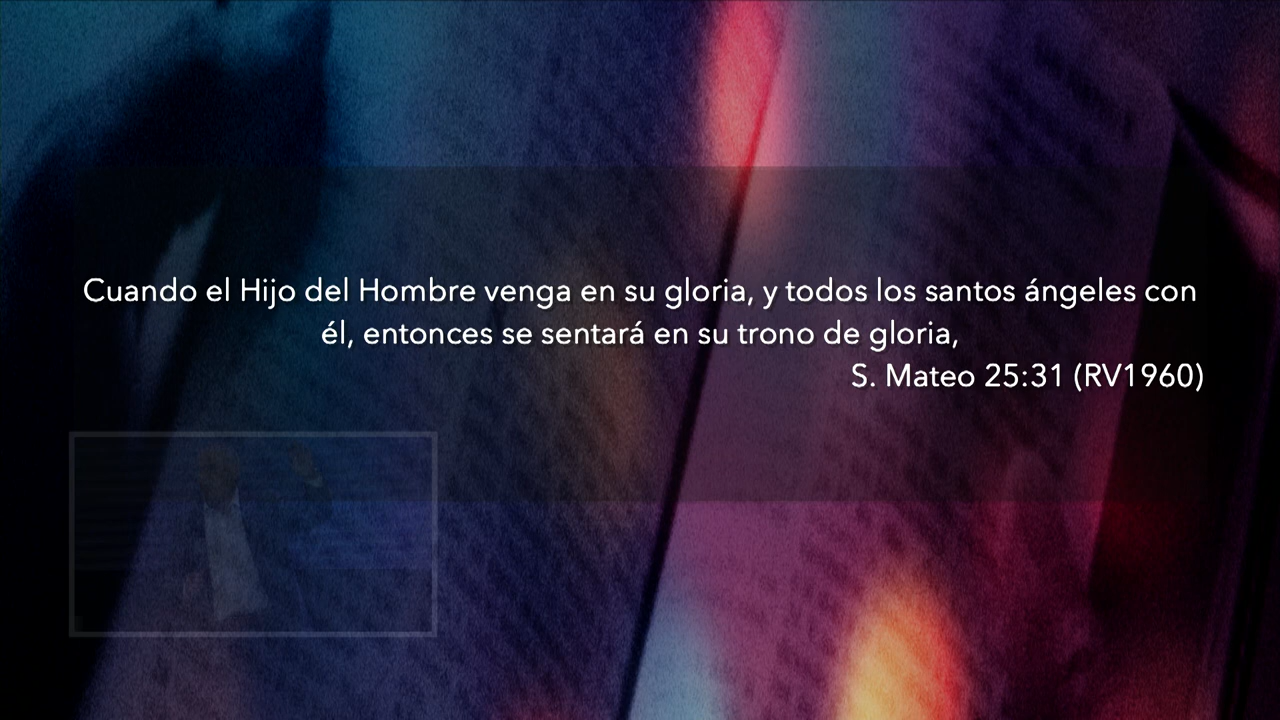 Cuando el Hijo del Hombre venga en su gloria, y todos los santos ángeles con
él, entonces se sentará en su trono de gloria,
S. Mateo 25:31 (RV1960)